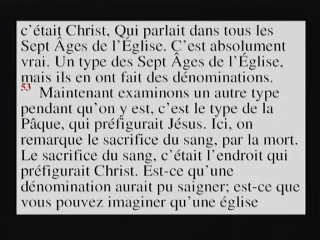 c'était Christ, Qui parlait dans tous les
Sept Âges de l'Église. C'est absolument
vrai. Un type des Sept Âges de l'Église,
mais ils en ont fait des dénominations.
53 Maintenant examinons un autre type
pendant qu'on y est, c'est le type de la
Pâque, qui préfigurait Jésus. Ici, on
remarque le sacrifice du sang, par la mort.
Le sacrifice du sang, c'était l'endroit qui
préfigurait Christ. Est-ce qu'une
dénomination aurait pu saigner; est-ce que
vous pouvez imaginer qu'une église